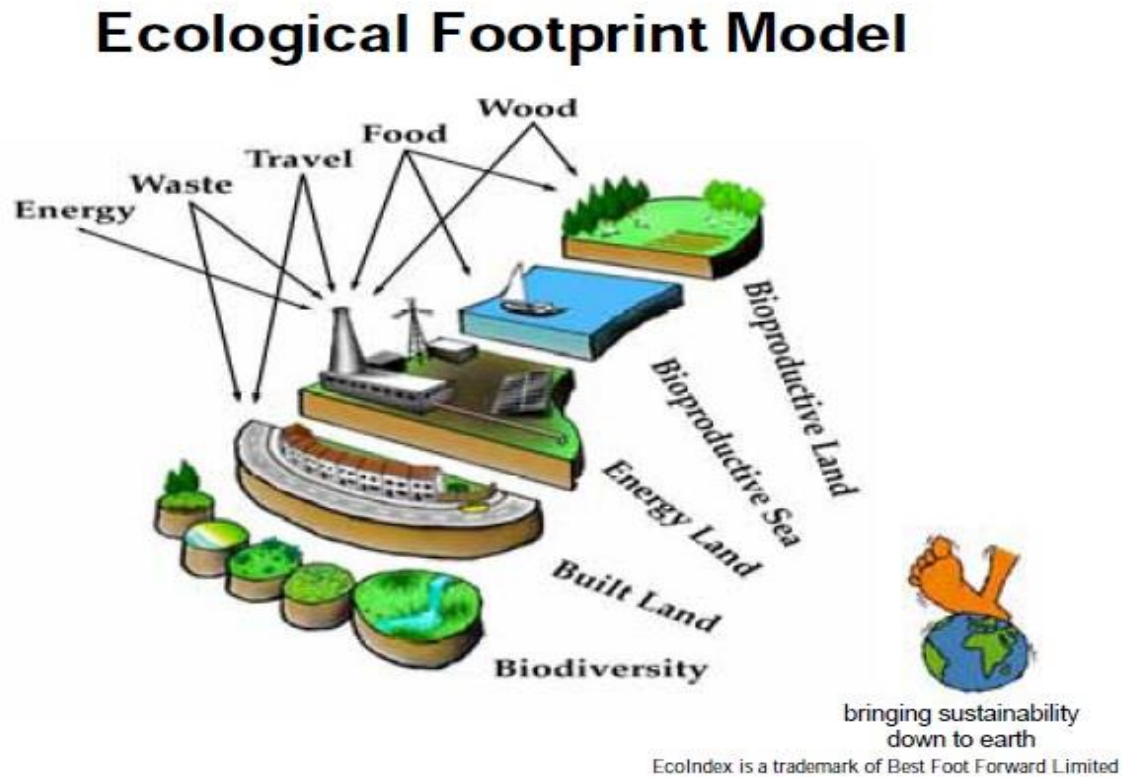 Ecological Footprint Model
Wood
Food
Travel
Waste
Energy
Bioproductive Land
Bioproductive Sea
Energy Land
Built Land
Biodiversity
bringing sustainability
down to earth
EcoIndex is a trademark of Best Foot Forward Limited